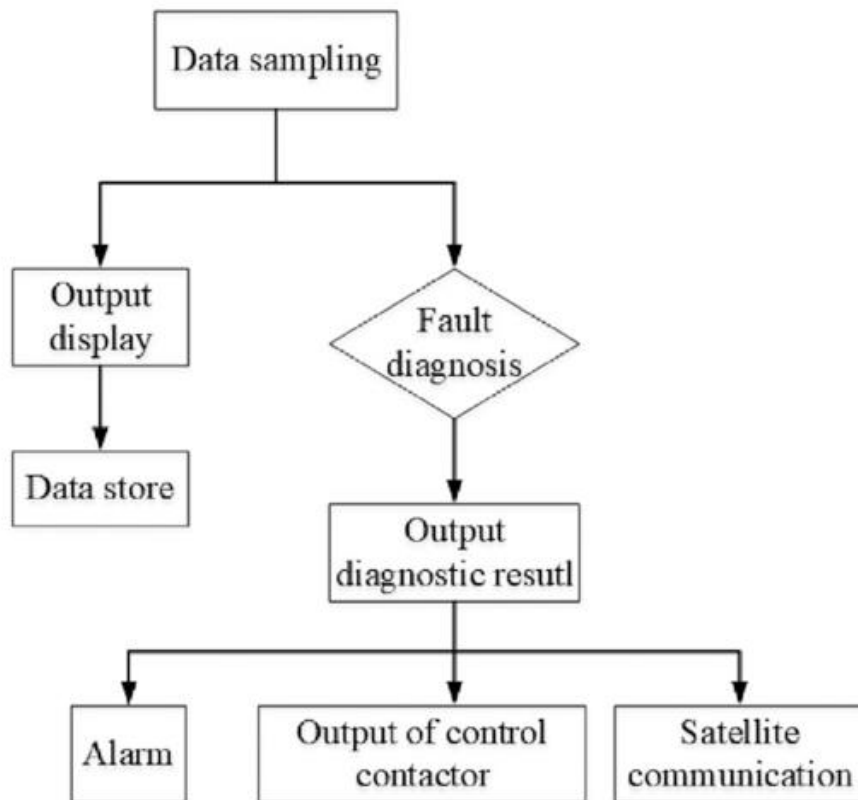 Data sampling
Output
display
Fault
diagnosis
Data store
Output
diagnostic resutl
Alarm
Output of control
contactor
Satellite
communication